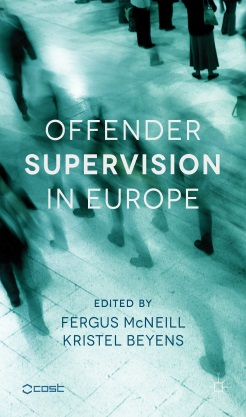 OFFENDER
SUPERVISION
IN EUROPE
EDITED BY
FERGUS McNEILL
KRISTEL BEYENS
cost